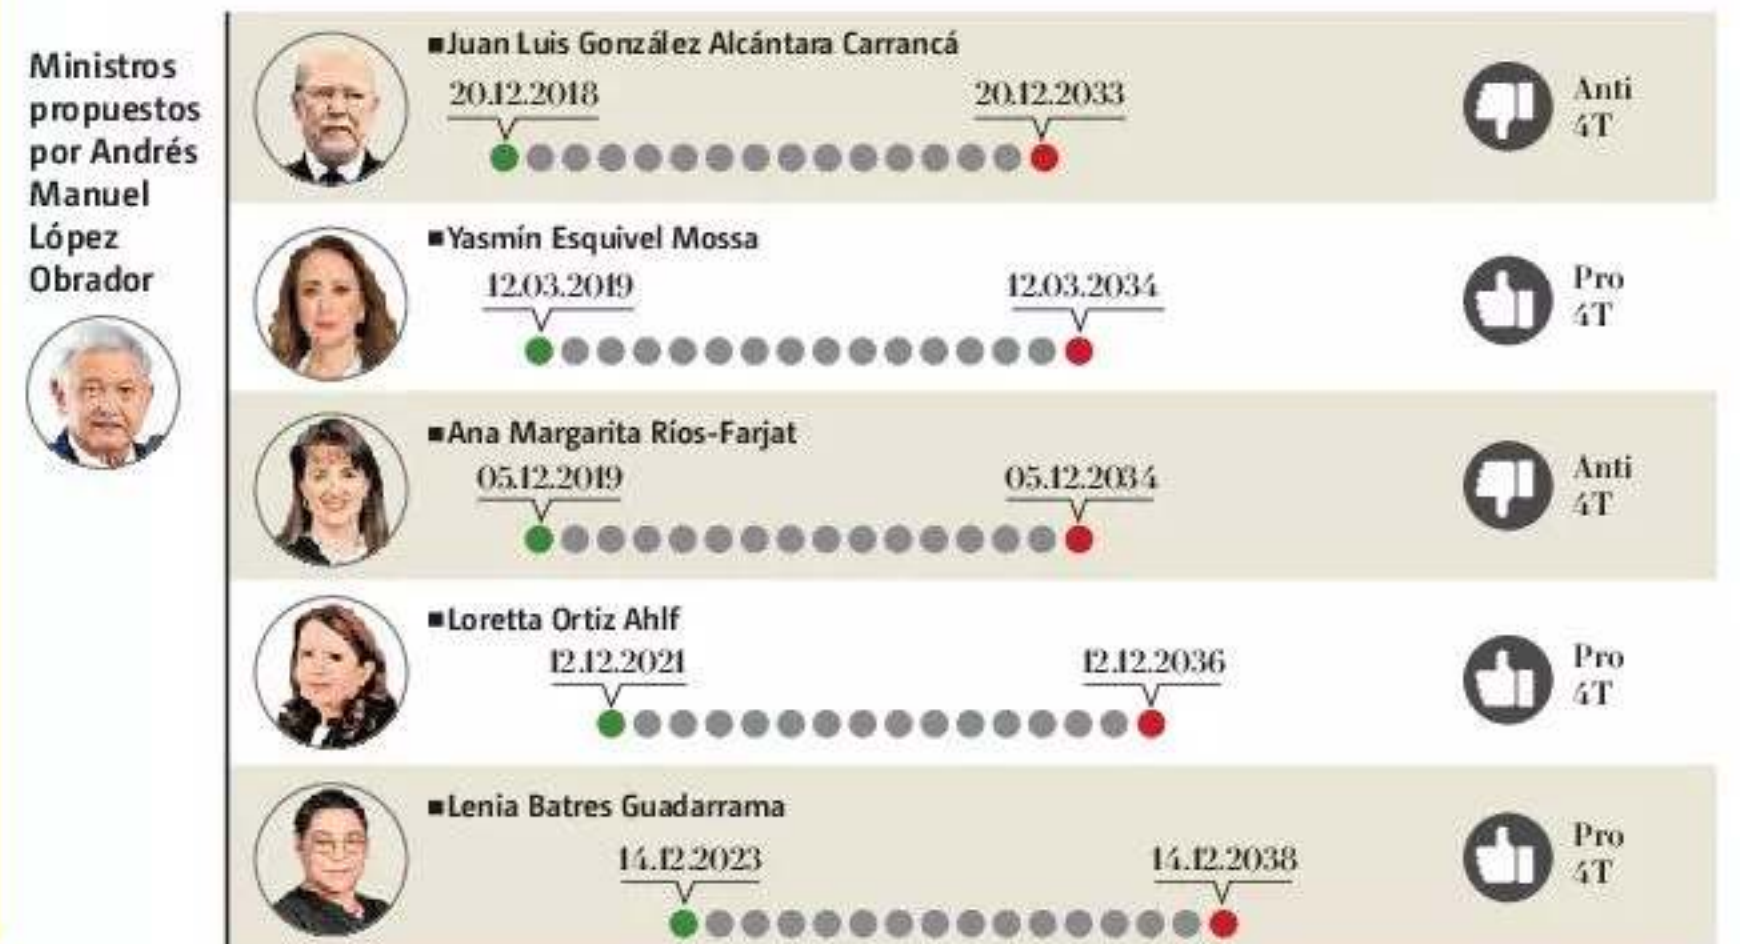 Ministros
propuestos
por Andrés
Manuel
López
Obrador
Juan Luis González Alcántara Carrancá
20.12.2018
20.12.2033
Anti
4T
Yasmín Esquivel Mossa
12.03.2019
12.03.2034
Pro
4T
Ana Margarita Ríos-Farjat
05.12.2019
05.12.2034
Anti
4T
Loretta Ortiz Ahlf
12.12.2021
12.12.2036
Pro
4T
Lenia Batres Guadarrama
14.12.2023
14.12.2038
Pro
4T